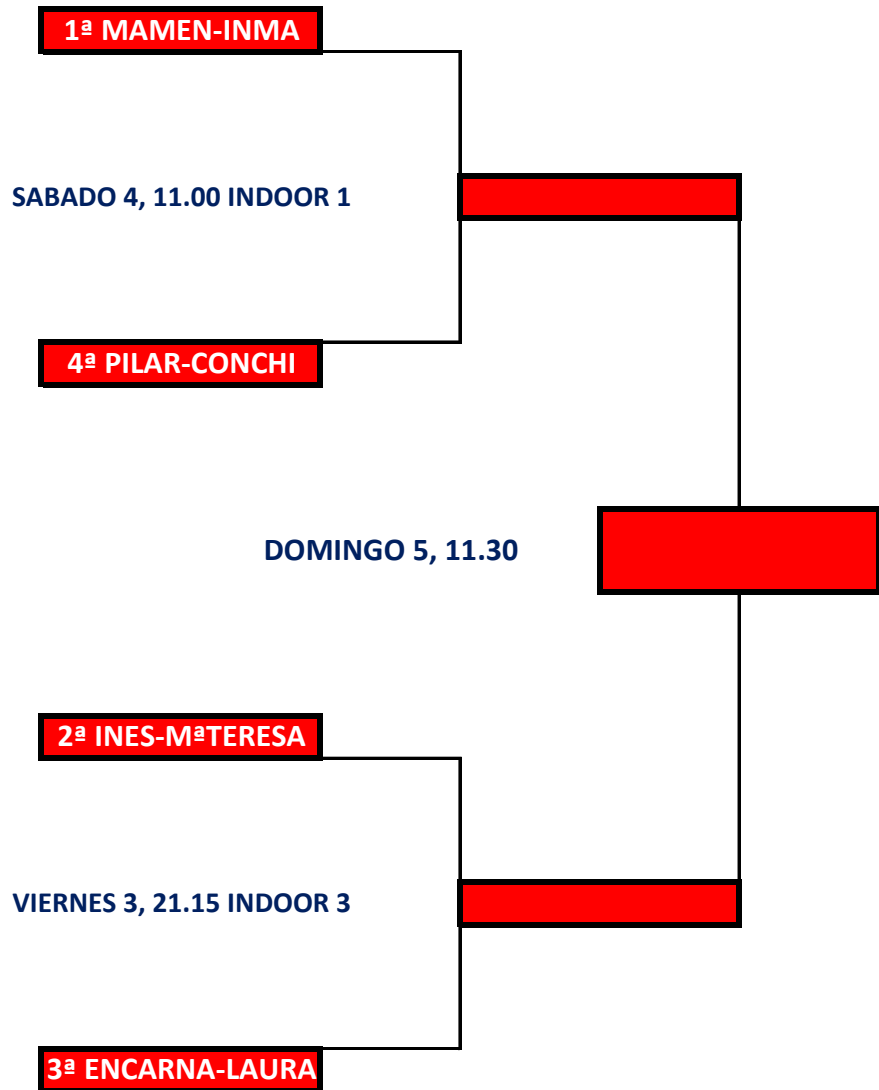 1ª MAMEN-INMA
SABADO 4, 11.00 INDOOR 1
4ª PILAR-CONCHI
DOMINGO 5, 11.30
2ª INES-MªTERESA
VIERNES 3, 21.15 INDOOR 3
3ª ENCARNA-LAURA